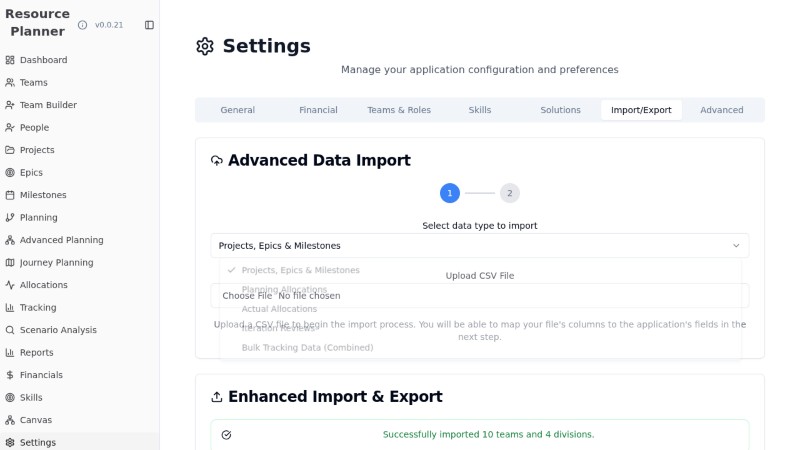 Resource
Planner
v0.0.21
Dashboard
Teams
Team Builder
People
Projects
Epics
Milestones
Planning
Advanced Planning
Journey Planning
Allocations
Tracking
Scenario Analysis
Reports
Financials
Skills
Canvas
Settings
Settings
Manage your application configuration and preferences
General Financial Teams & Roles Skills Solutions Import/Export Advanced
Advanced Data Import
1 2
Select data type to import
Projects, Epics & Milestones
Projects, Epics & Milestones
Upload CSV File
Planning Allocations
Choose File No file chosen
Actual Allocations
Upload a CSV file to begin the import process. You will be able to map your file's columns to the application's fields in the
Iteration Reviews
next step.
Bulk Tracking Data (Combined)
Enhanced Import & Export
Successfully imported 10 teams and 4 divisions.